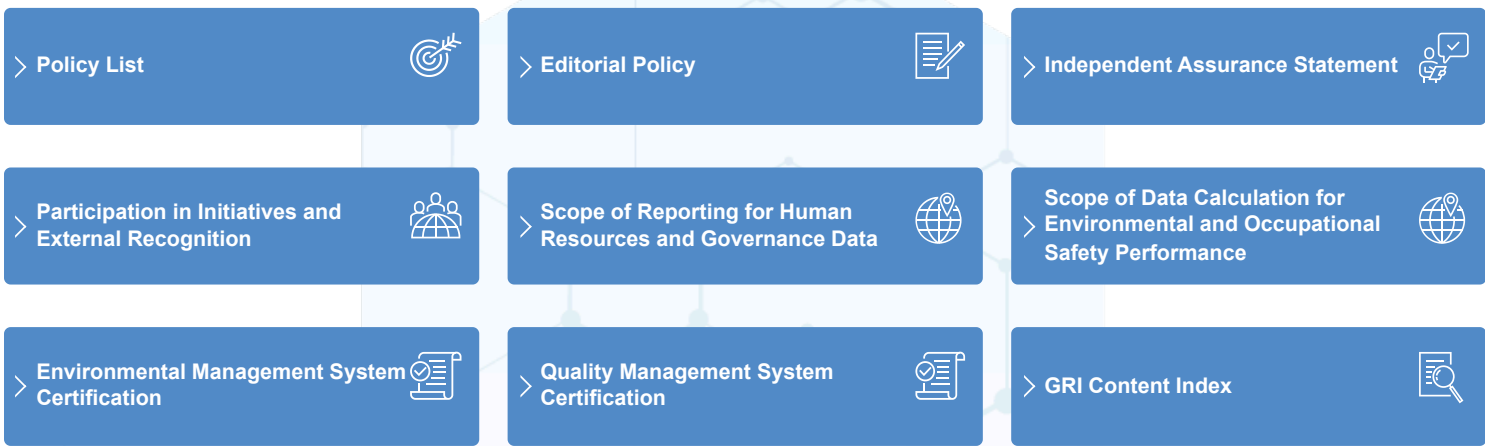 Policy List
Editorial Policy
Independent Assurance Statement
Participation in Initiatives and
External Recognition
Scope of Reporting for Human
Resources and Governance Data
Scope of Data Calculation for
Environmental and Occupational
Safety Performance
Environmental Management System
Certification
Quality Management System
Certification
GRI Content Index